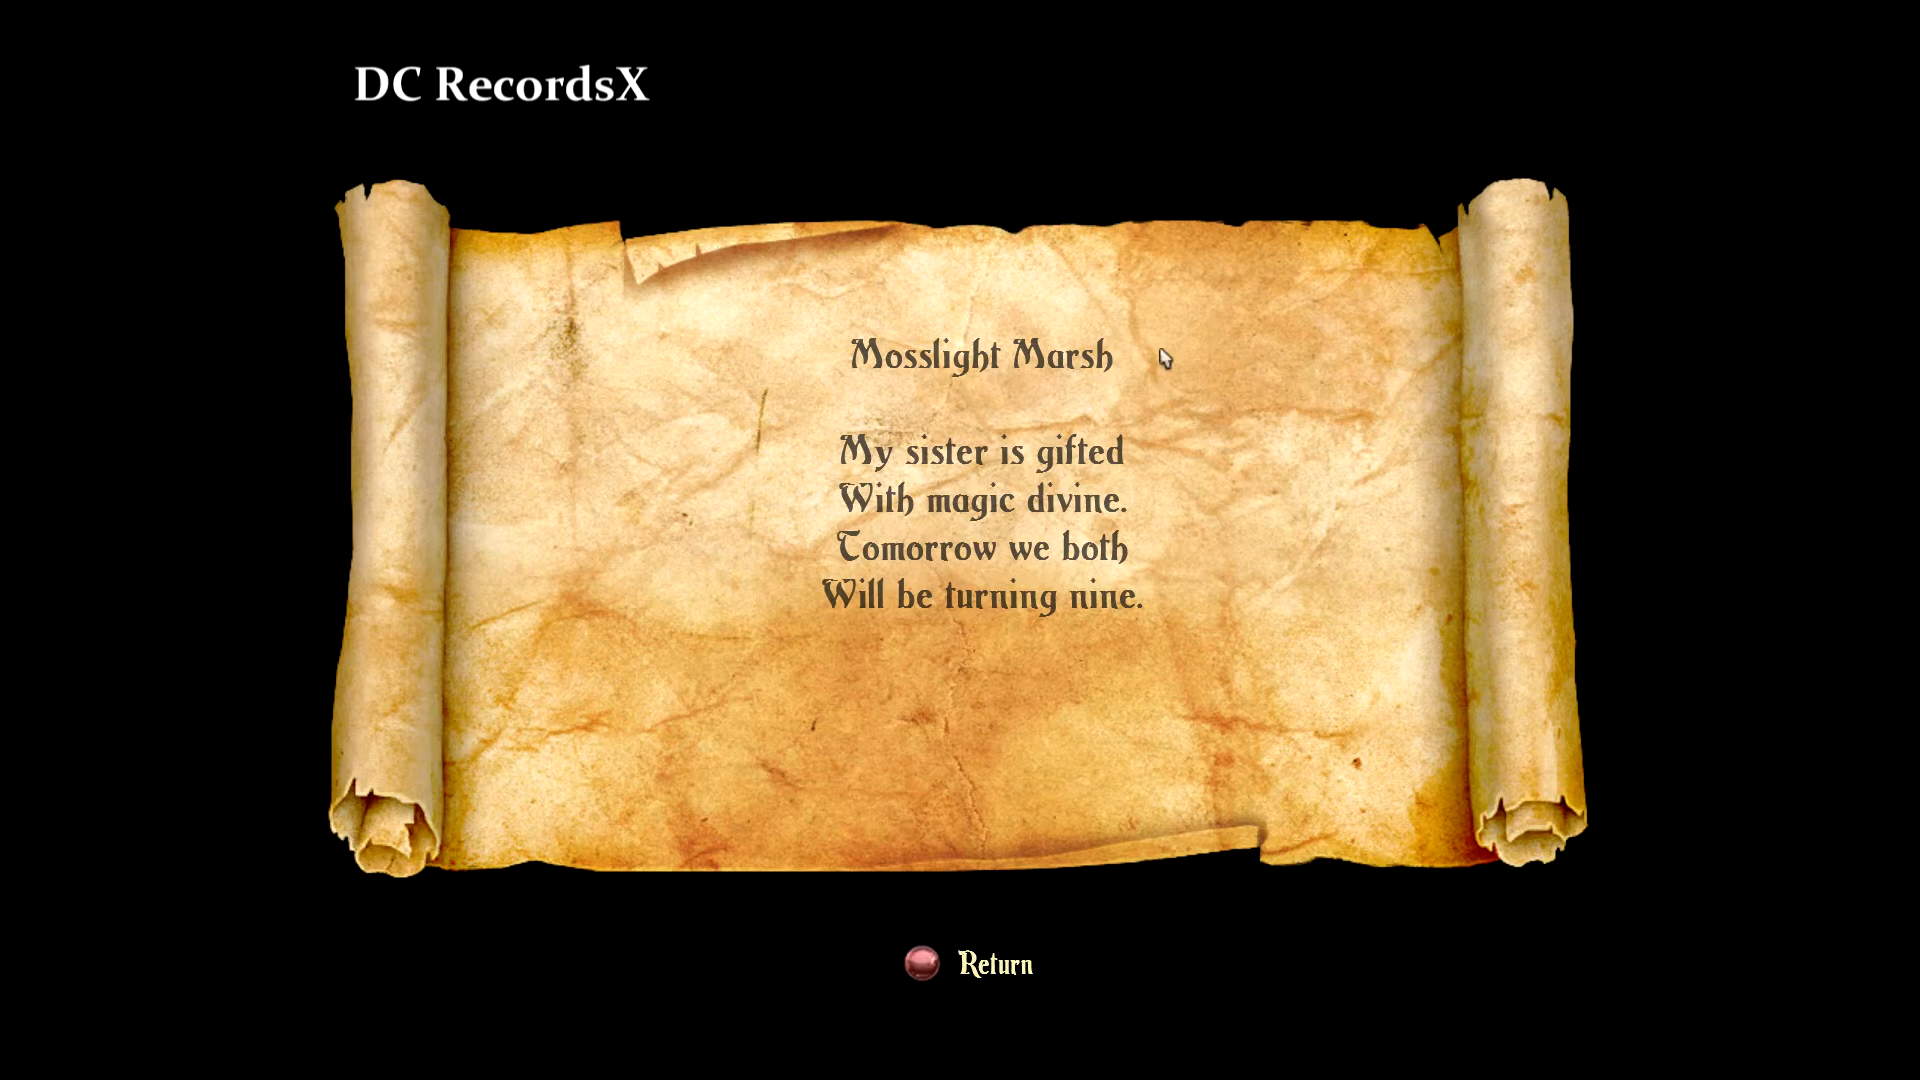 DC RecordsX
Mosslight Marsh
My sister is gifted
With magic divine.
Tomorrow we both
Will be turning nine.
Return